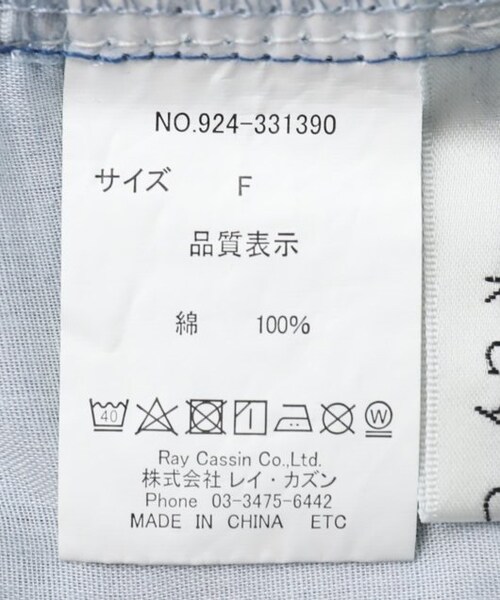 NO.924-331390
サイズ F
品質表示
綿 100%
40 W
Ray Cassin Co.,Ltd.
株式会社 レイ・カズン
Phone 03-3475-6442
MADE IN CHINA ETC